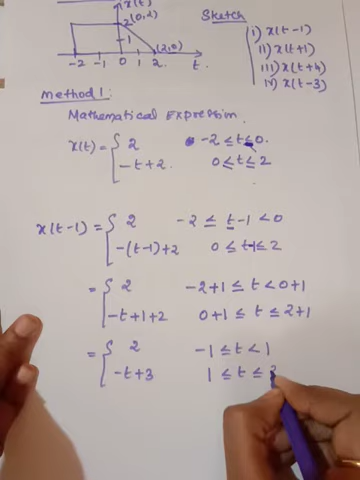 x(t)
2(0,2)
1
(2,0)
-2 -1 0 1 2 t.
Sketch
i) x(t-1)
ii) x(t+1)
iii) x(t+4)
iv) x(t-3)
Method 1:
Mathematical Expression.
x(t) = { 2 -2 ≤ t ≤ 0.
-t+2. 0 ≤ t ≤ 2
x(t-1) = { 2 -2 ≤ t-1 < 0
-(t-1)+2 0 ≤ t-1 ≤ 2
= { 2 -2+1 ≤ t < 0+1
-t+1+2 0+1 ≤ t ≤ 2+1
= { 2 -1 ≤ t < 1
-t+3 1 ≤ t ≤